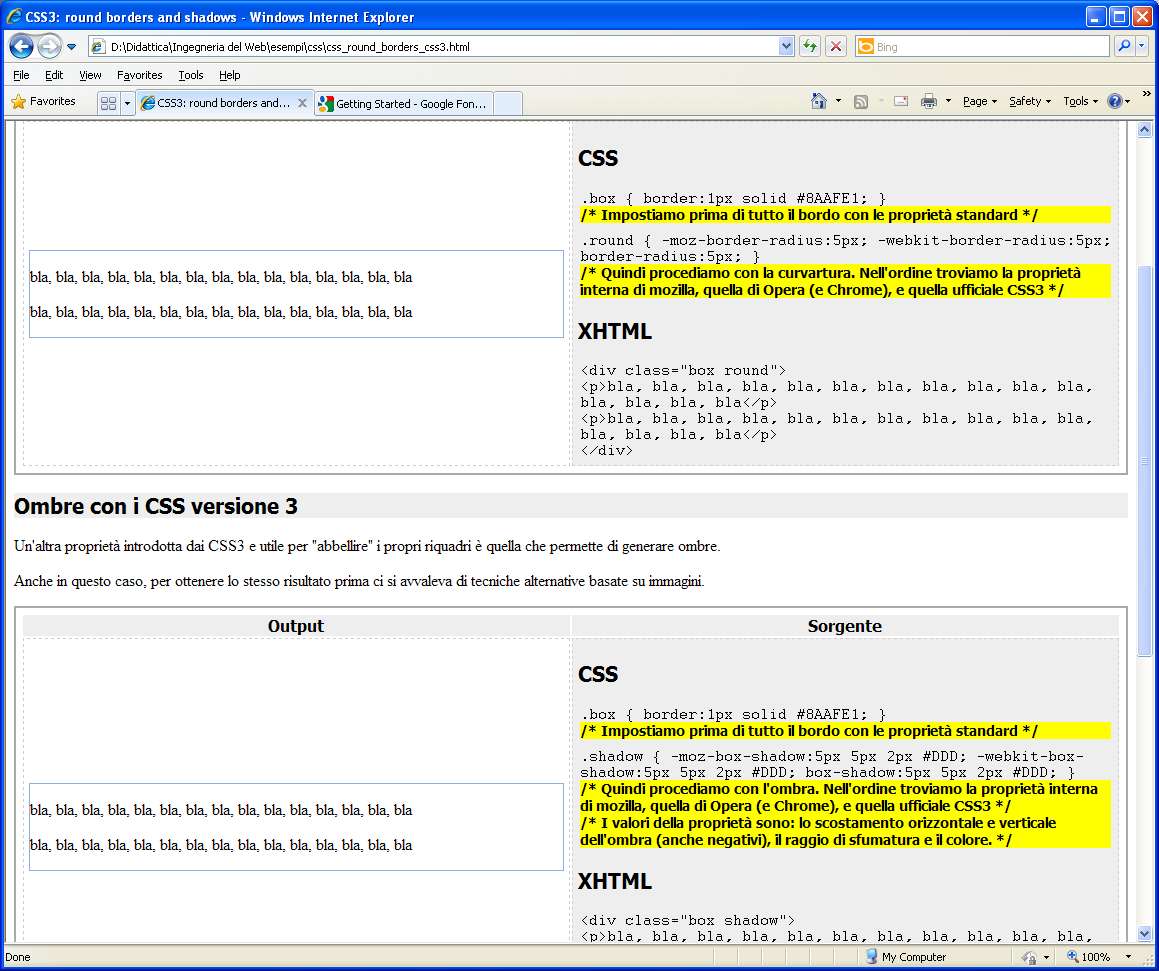 CSS3: round borders and shadows - Windows Internet Explorer
D:\Didattica\Ingegneria del Web\esempi\css\css_round_borders_css3.html
Bing
File Edit View Favorites Tools Help
Favorites
CSS3: round borders and...
Getting Started - Google Fon...
Page Safety Tools
CSS
.box { border:1px solid #8AAFE1; }
/* Impostiamo prima di tutto il bordo con le proprietà standard */
.round { -moz-border-radius:5px; -webkit-border-radius:5px;
border-radius:5px; }
/* Quindi procediamo con la curvartura. Nell'ordine troviamo la proprietà
interna di mozilla, quella di Opera (e Chrome), e quella ufficiale CSS3 */
bla, bla, bla, bla, bla, bla, bla, bla, bla, bla, bla, bla, bla, bla, bla
bla, bla, bla, bla, bla, bla, bla, bla, bla, bla, bla, bla, bla, bla, bla
XHTML
<div class="box round">
<p>bla, bla, bla, bla, bla, bla, bla, bla, bla, bla, bla,
bla, bla, bla, bla</p>
<p>bla, bla, bla, bla, bla, bla, bla, bla, bla, bla, bla,
bla, bla, bla, bla</p>
</div>
Ombre con i CSS versione 3
Un'altra proprietà introdotta dai CSS3 e utile per "abbellire" i propri riquadri è quella che permette di generare ombre.
Anche in questo caso, per ottenere lo stesso risultato prima ci si avvaleva di tecniche alternative basate su immagini.
Output
Sorgente
CSS
.box { border:1px solid #8AAFE1; }
/* Impostiamo prima di tutto il bordo con le proprietà standard */
.shadow { -moz-box-shadow:5px 5px 2px #DDD; -webkit-box-
shadow:5px 5px 2px #DDD; box-shadow:5px 5px 2px #DDD; }
/* Quindi procediamo con l'ombra. Nell'ordine troviamo la proprietà interna
di mozilla, quella di Opera (e Chrome), e quella ufficiale CSS3 */
/* I valori della proprietà sono: lo scostamento orizzontale e verticale
dell'ombra (anche negativi), il raggio di sfumatura e il colore. */
bla, bla, bla, bla, bla, bla, bla, bla, bla, bla, bla, bla, bla, bla, bla
bla, bla, bla, bla, bla, bla, bla, bla, bla, bla, bla, bla, bla, bla, bla
XHTML
<div class="box shadow">
<p>bla, bla, bla, bla, bla, bla, bla, bla, bla, bla, bla,
Done
My Computer
100%